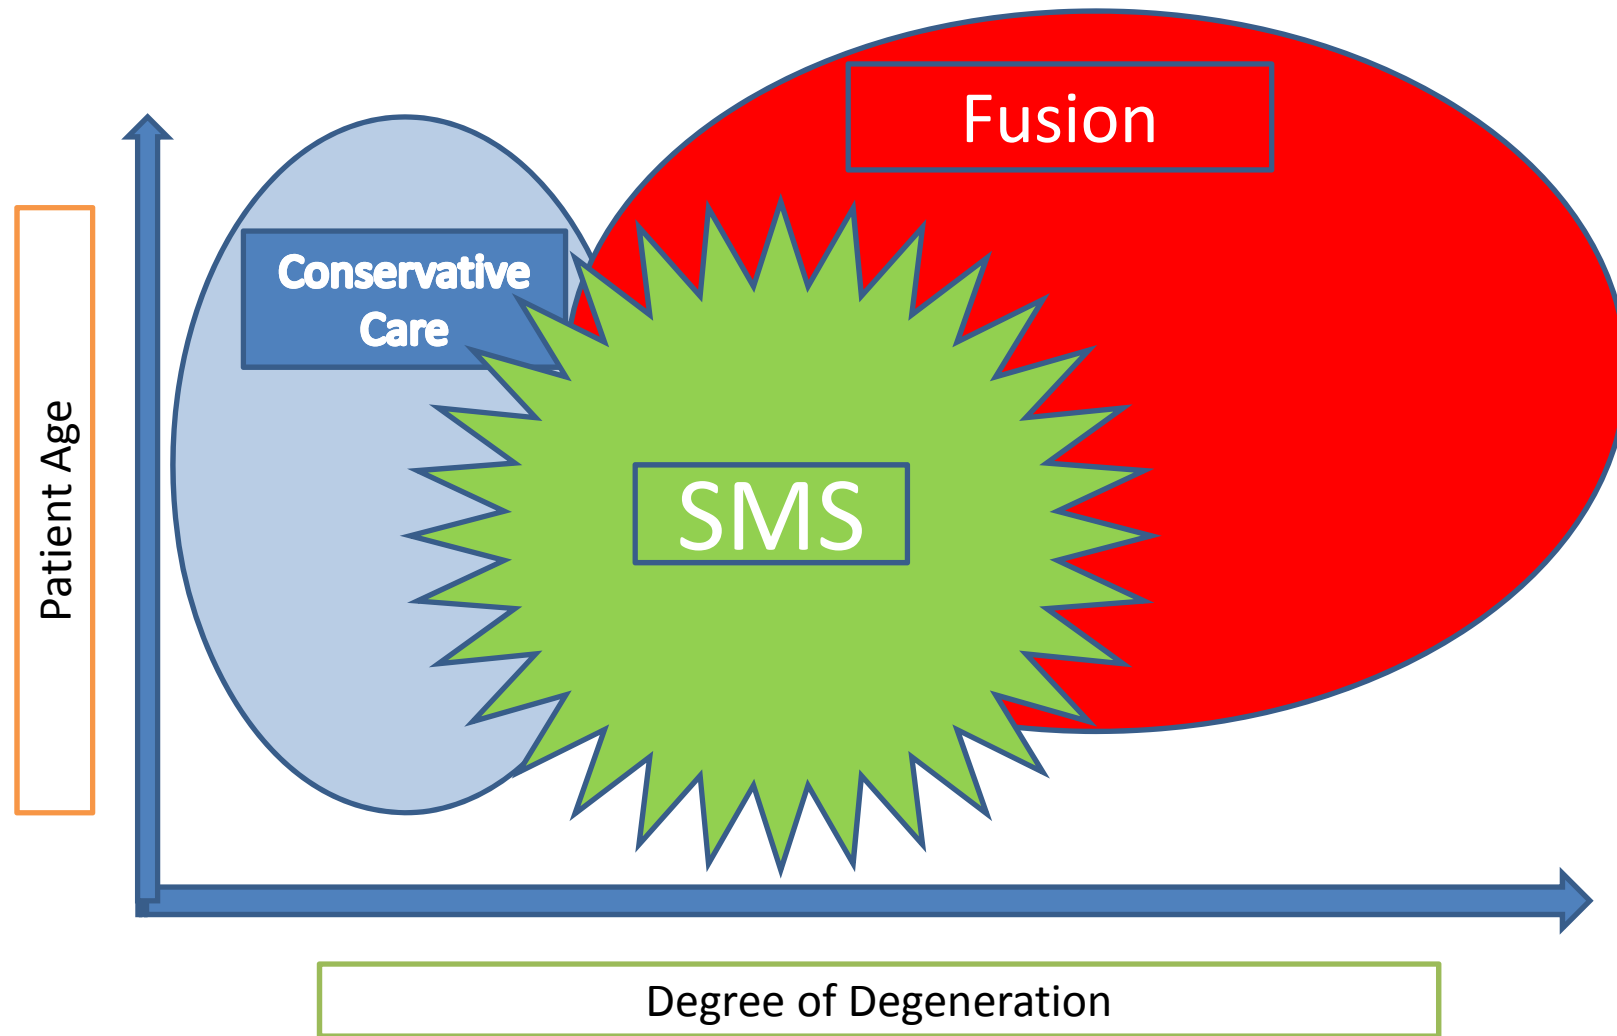 Fusion
Conservative
Care
SMS
Patient Age
Degree of Degeneration